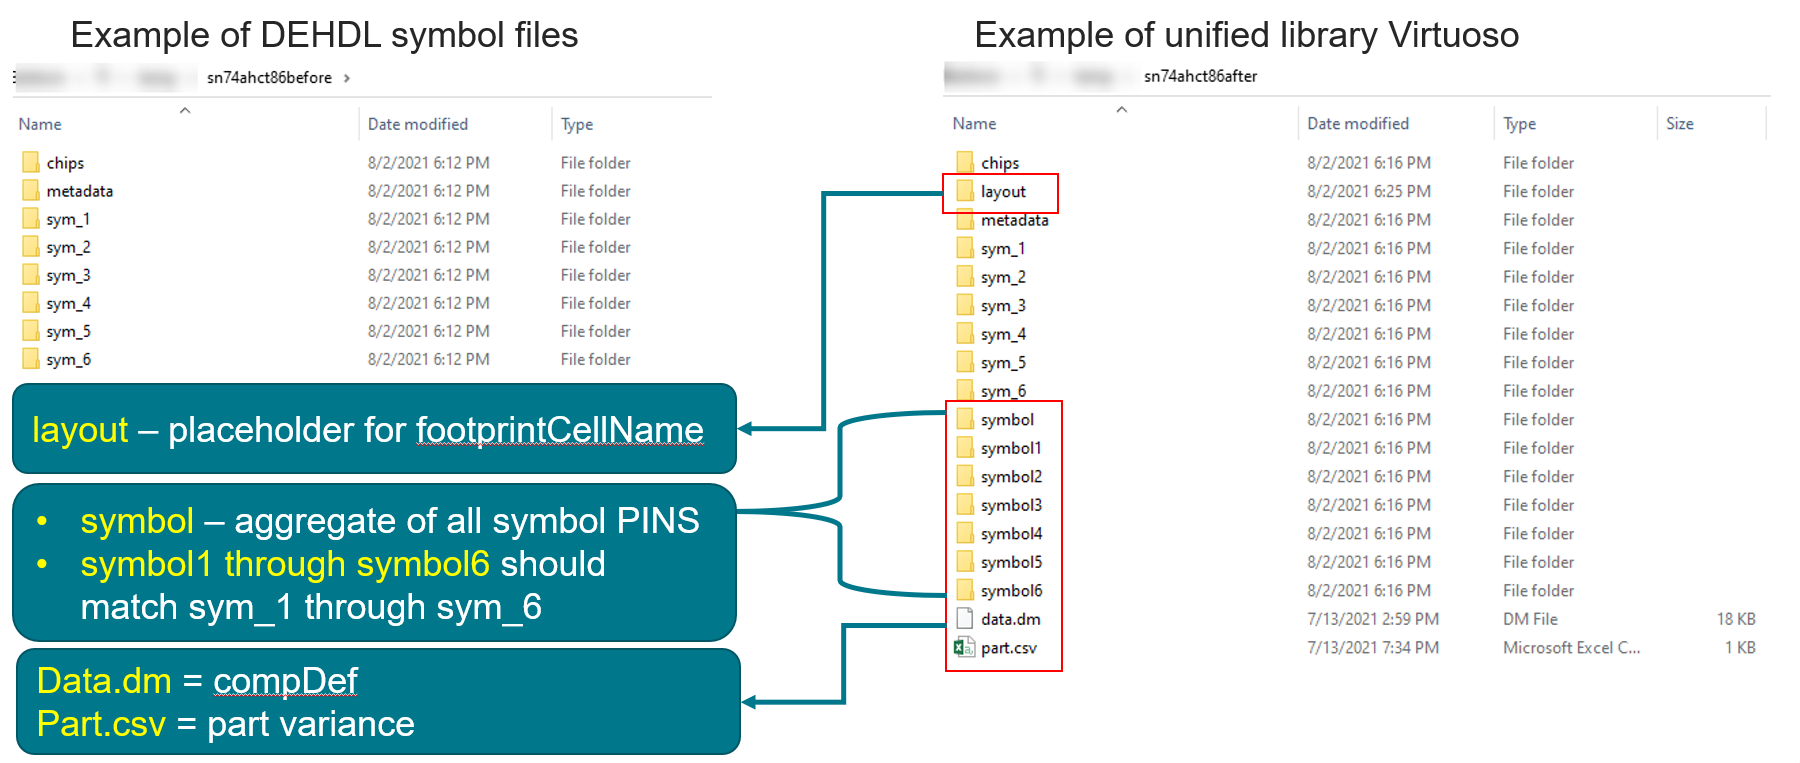 Example of DEHDL symbol files
sn74ahct86before
Name Date modified Type
chips 8/2/2021 6:12 PM File folder
metadata 8/2/2021 6:12 PM File folder
sym_1 8/2/2021 6:12 PM File folder
sym_2 8/2/2021 6:12 PM File folder
sym_3 8/2/2021 6:12 PM File folder
sym_4 8/2/2021 6:12 PM File folder
sym_5 8/2/2021 6:12 PM File folder
sym_6 8/2/2021 6:12 PM File folder
layout – placeholder for footprintCellName
• symbol – aggregate of all symbol PINS
• symbol1 through symbol6 should
match sym_1 through sym_6
Data.dm = compDef
Part.csv = part variance
Example of unified library Virtuoso
sn74ahct86after
Name Date modified Type Size
chips 8/2/2021 6:16 PM File folder
layout 8/2/2021 6:25 PM File folder
metadata 8/2/2021 6:16 PM File folder
sym_1 8/2/2021 6:16 PM File folder
sym_2 8/2/2021 6:16 PM File folder
sym_3 8/2/2021 6:16 PM File folder
sym_4 8/2/2021 6:16 PM File folder
sym_5 8/2/2021 6:16 PM File folder
sym_6 8/2/2021 6:16 PM File folder
symbol 8/2/2021 6:16 PM File folder
symbol1 8/2/2021 6:16 PM File folder
symbol2 8/2/2021 6:16 PM File folder
symbol3 8/2/2021 6:16 PM File folder
symbol4 8/2/2021 6:16 PM File folder
symbol5 8/2/2021 6:16 PM File folder
symbol6 8/2/2021 6:16 PM File folder
data.dm 7/13/2021 2:59 PM DM File 18 KB
part.csv 7/13/2021 7:34 PM Microsoft Excel C... 1 KB